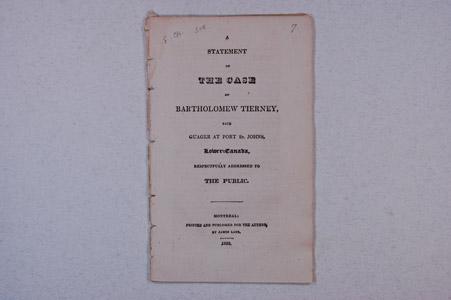 7
A
STATEMENT
OF
THE CASE
OF
BARTHOLOMEW TIERNEY,
LATE
GUAGER AT PORT St. JOHNS,
Lower-Canada,
RESPECTFULLY ADDRESSED TO
THE PUBLIC.
MONTREAL:
PRINTED AND PUBLISHED FOR THE AUTHOR,
BY JAMES LANE,